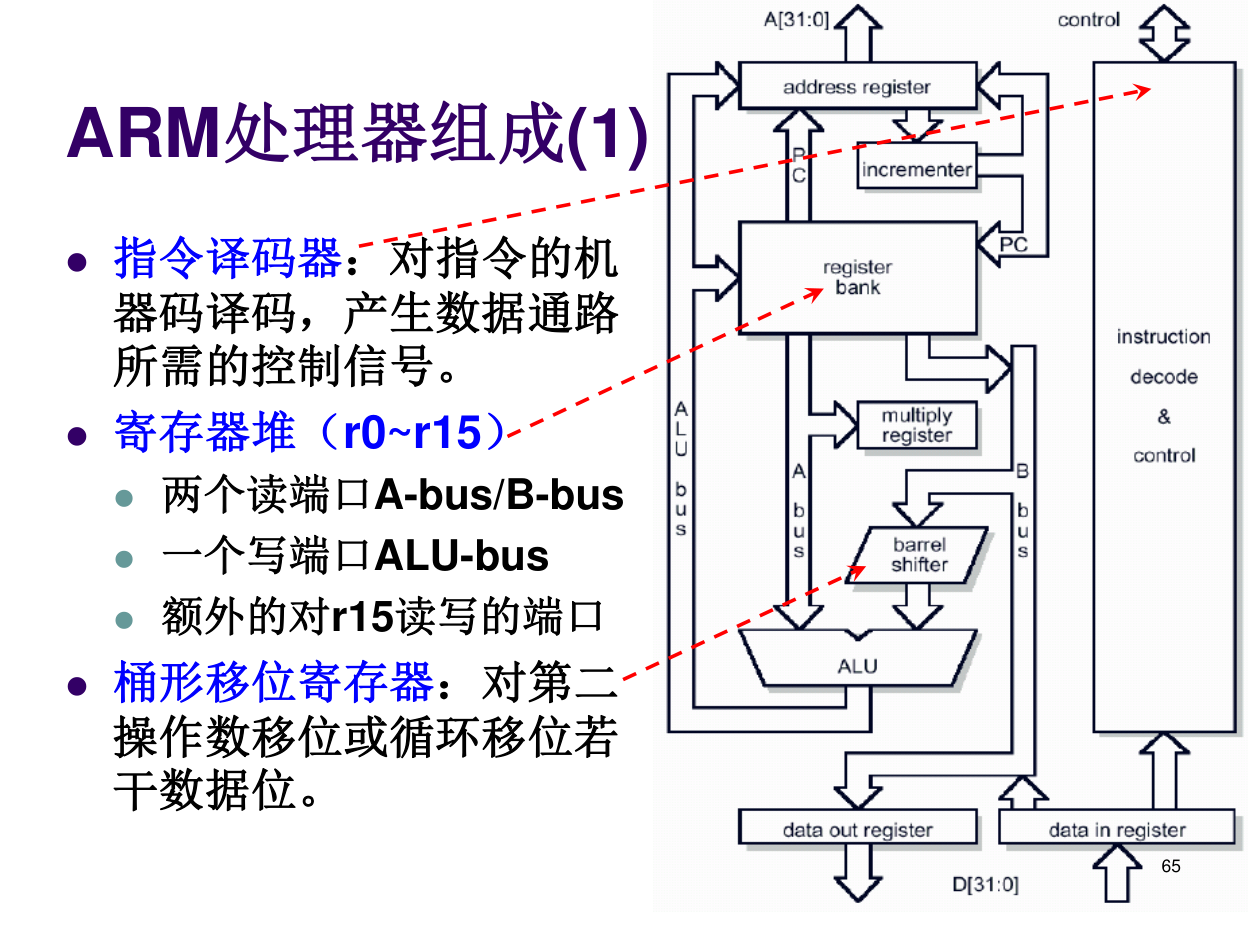 ARM处理器组成(1)
指令译码器：对指令的机
器码译码，产生数据通路
所需的控制信号。
寄存器堆（r0~r15）
两个读端口A-bus/B-bus
一个写端口ALU-bus
额外的对r15读写的端口
桶形移位寄存器：对第二
操作数移位或循环移位若
干数据位。
A[31:0]
control
address register
PC
incrementer
PC
register
bank
instruction
decode
&
control
multiply
register
ALU bus
A bus
B bus
barrel
shifter
ALU
data out register
data in register
D[31:0]
65